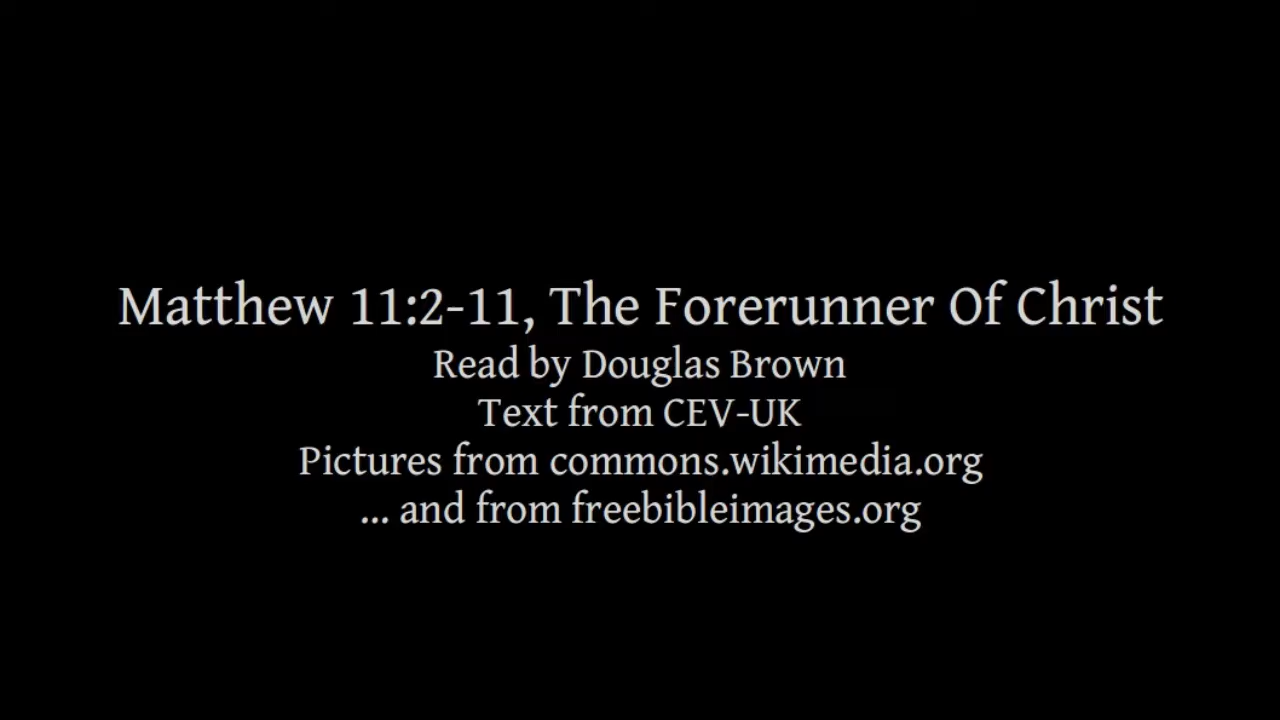 Matthew 11:2-11, The Forerunner Of Christ
Read by Douglas Brown
Text from CEV-UK
Pictures from commons.wikimedia.org
... and from freebibleimages.org